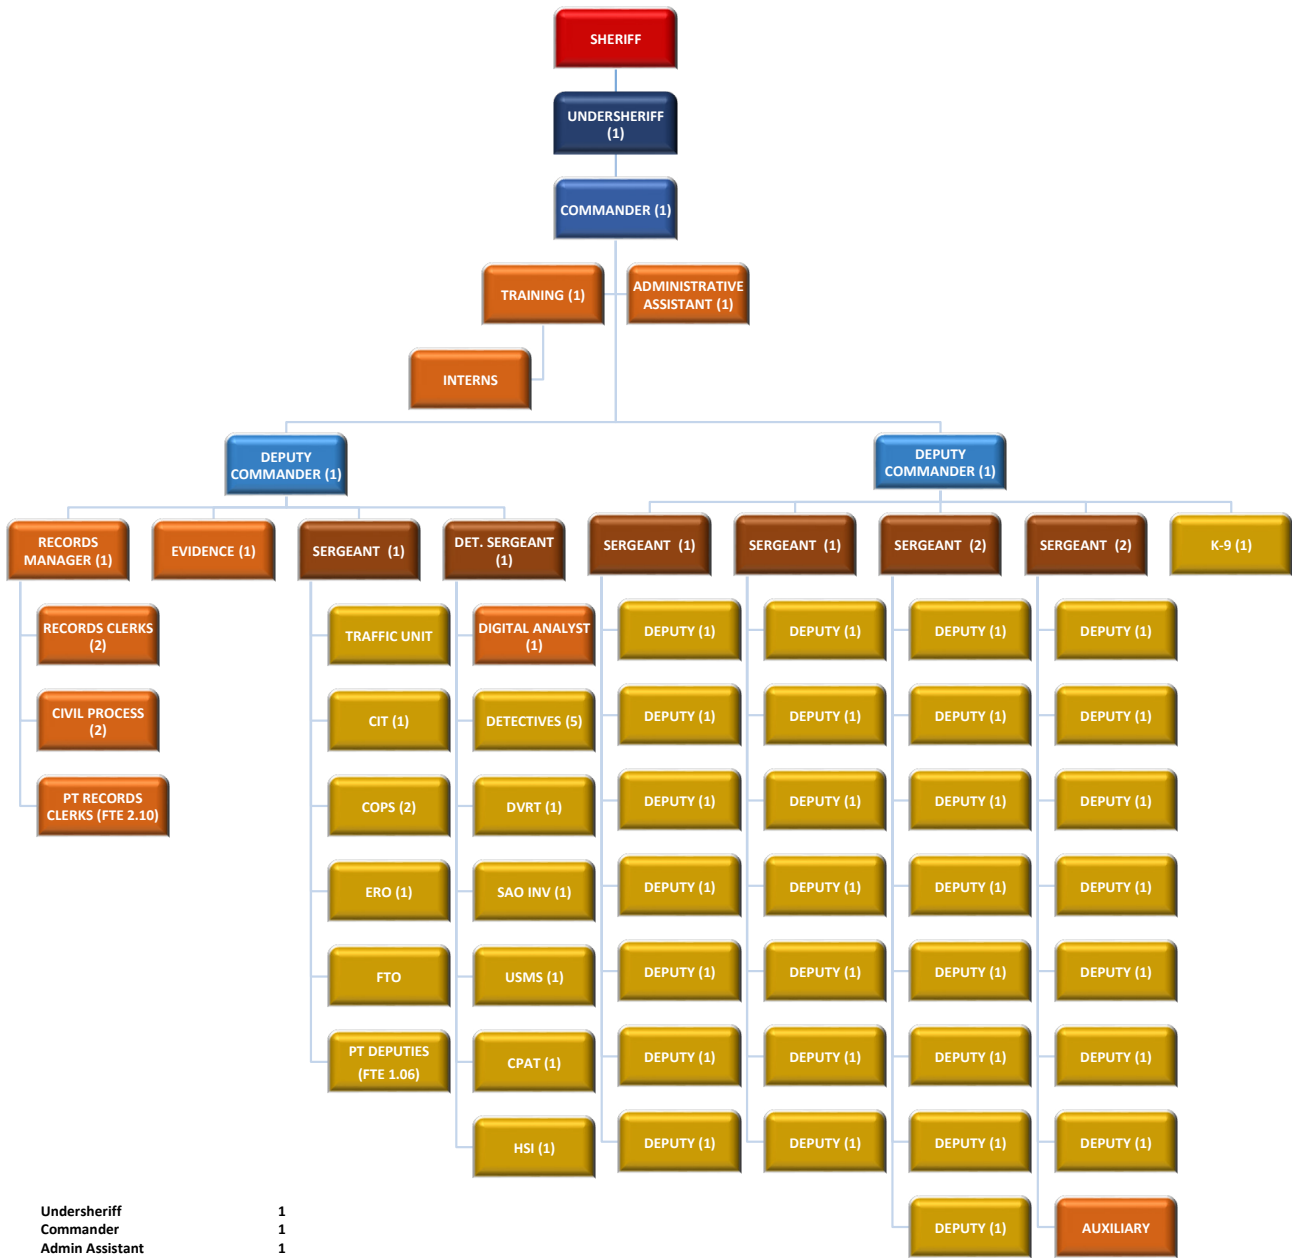 SHERIFF
UNDERSHERIFF
(1)
COMMANDER (1)
TRAINING (1)
ADMINISTRATIVE
ASSISTANT (1)
INTERNS
DEPUTY
COMMANDER (1)
DEPUTY
COMMANDER (1)
RECORDS
MANAGER (1)
EVIDENCE (1)
SERGEANT (1)
DET. SERGEANT
(1)
SERGEANT (1)
SERGEANT (1)
SERGEANT (2)
SERGEANT (2)
K-9 (1)
RECORDS CLERKS
(2)
TRAFFIC UNIT
DIGITAL ANALYST
(1)
DEPUTY (1)
DEPUTY (1)
DEPUTY (1)
DEPUTY (1)
CIVIL PROCESS
(2)
CIT (1)
DETECTIVES (5)
DEPUTY (1)
DEPUTY (1)
DEPUTY (1)
DEPUTY (1)
PT RECORDS
CLERKS (FTE 2.10)
COPS (2)
DVRT (1)
DEPUTY (1)
DEPUTY (1)
DEPUTY (1)
DEPUTY (1)
ERO (1)
SAO INV (1)
DEPUTY (1)
DEPUTY (1)
DEPUTY (1)
DEPUTY (1)
FTO
USMS (1)
DEPUTY (1)
DEPUTY (1)
DEPUTY (1)
DEPUTY (1)
PT DEPUTIES
(FTE 1.06)
CPAT (1)
DEPUTY (1)
DEPUTY (1)
DEPUTY (1)
DEPUTY (1)
HSI (1)
DEPUTY (1)
DEPUTY (1)
DEPUTY (1)
DEPUTY (1)
DEPUTY (1)
AUXILIARY
Undersheriff 1
Commander 1
Admin Assistant 1